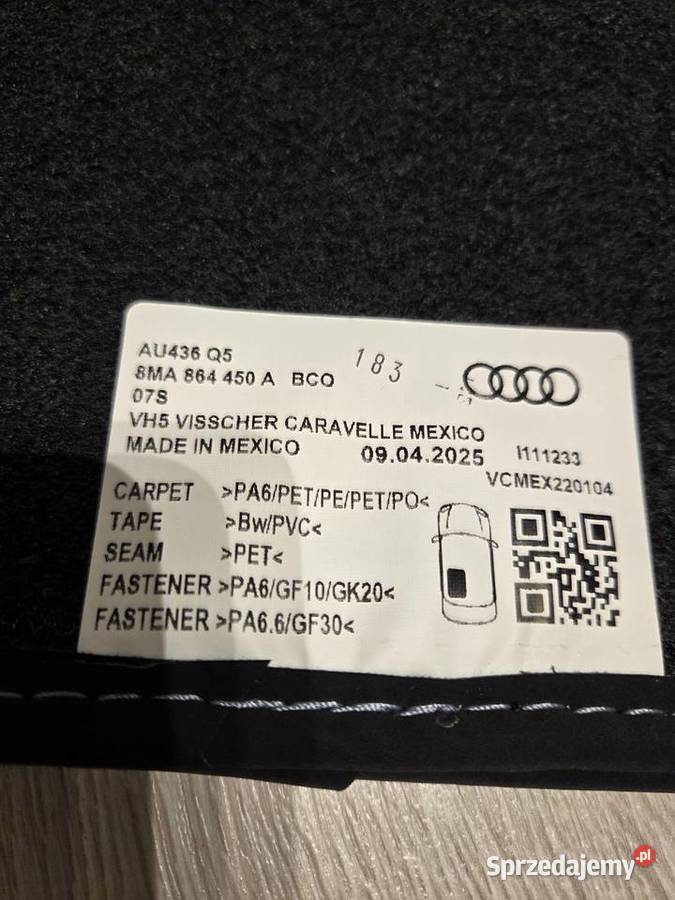 AU436 Q5
183
8MA 864 450 A BCO
07S
VH5 VISSCHER CARAVELLE MEXICO
MADE IN MEXICO 09.04.2025 I111233
VCMEX220104
CARPET >PA6/PET/PE/PET/PO<
TAPE >Bw/PVC<
SEAM >PET<
FASTENER >PA6/GF10/GK20<
FASTENER >PA6.6/GF30<
Sprzedajemy.pl